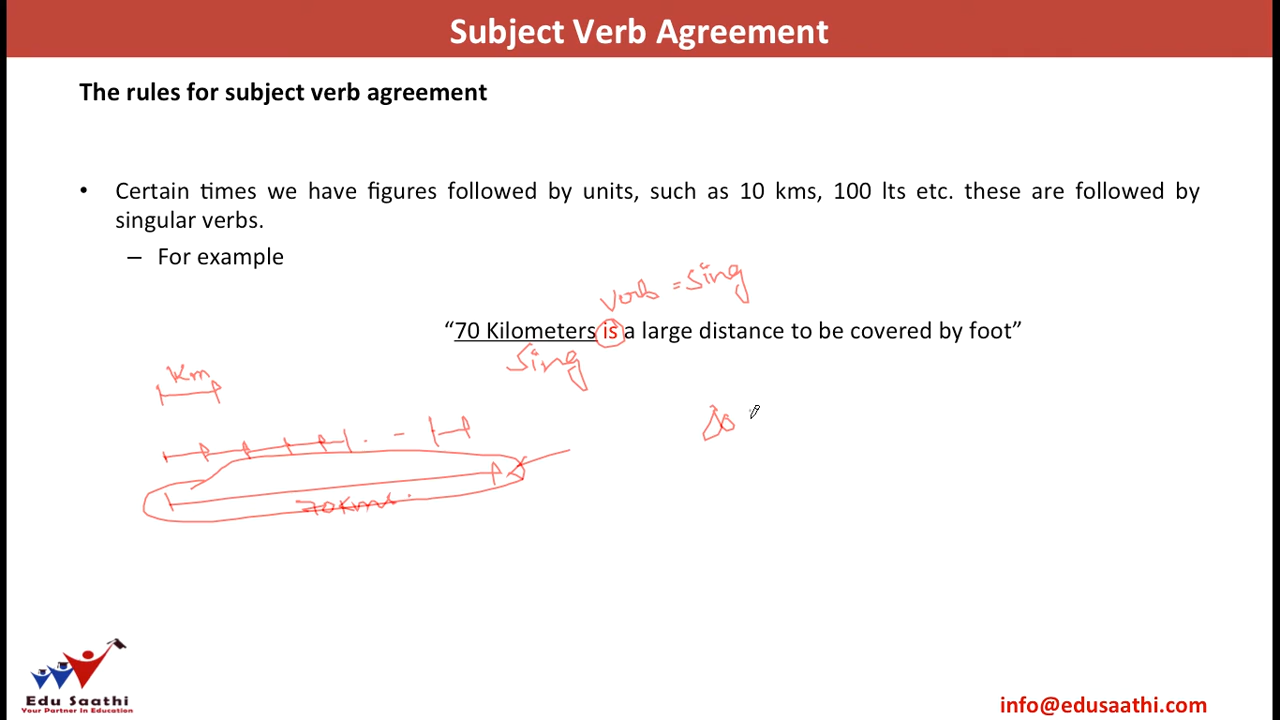 Subject Verb Agreement
The rules for subject verb agreement
• Certain times we have figures followed by units, such as 10 kms, 100 lts etc. these are followed by
singular verbs.
– For example
verb = sing
“70 Kilometers is a large distance to be covered by foot”
sing
Km
70 Kms
Edu Saathi
Your Partner In Education
info@edusaathi.com